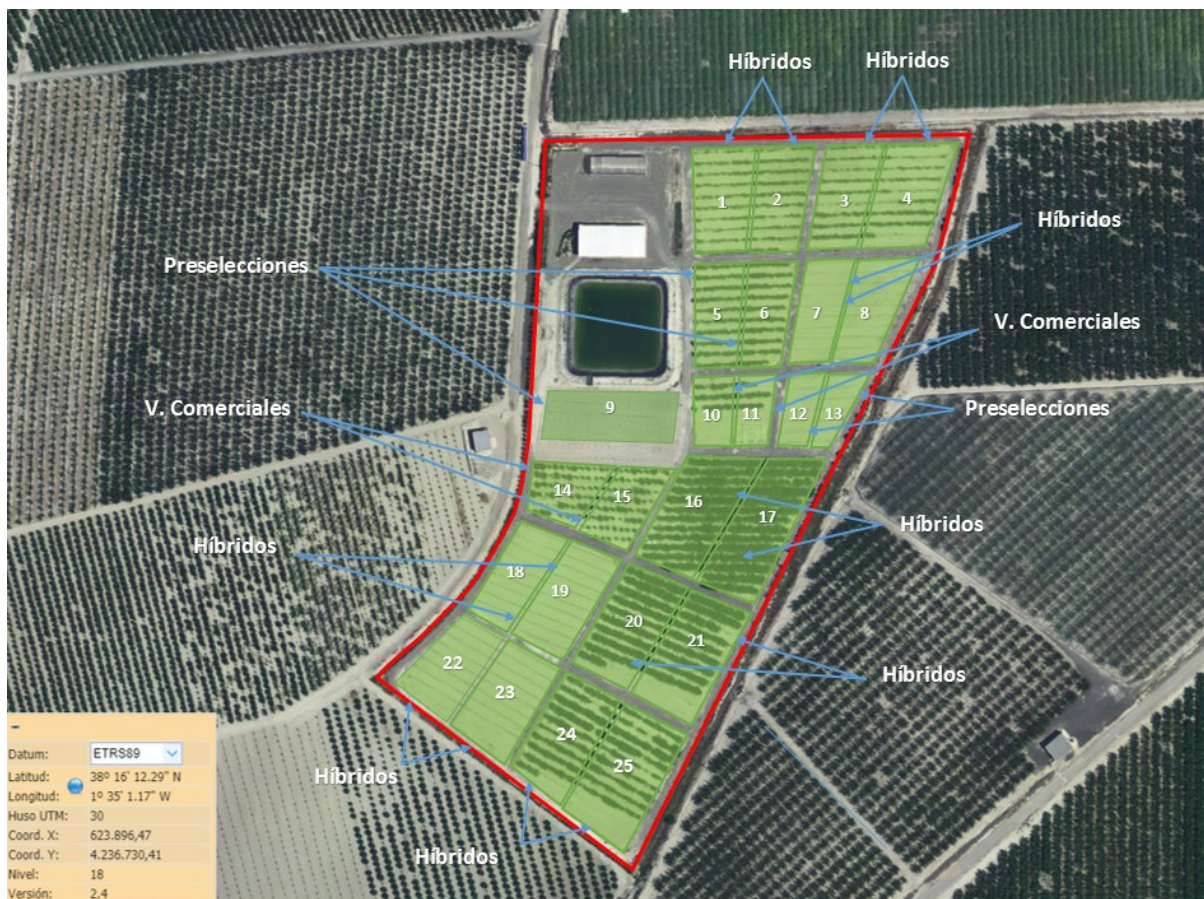 Híbridos
Híbridos
1
2
3
4
Híbridos
Preselecciones
5
6
7
8
V. Comerciales
V. Comerciales
9
10
11
12
13
Preselecciones
14
15
16
17
Híbridos
Híbridos
18
19
20
21
22
23
Híbridos
24
25
Híbridos
Híbridos
-
Datum: ETRS89
Latitud: 38º 16' 12.29" N
Longitud: 1º 35' 1.17" W
Huso UTM: 30
Coord. X: 623.896,47
Coord. Y: 4.236.730,41
Nivel: 18
Versión: 2.4